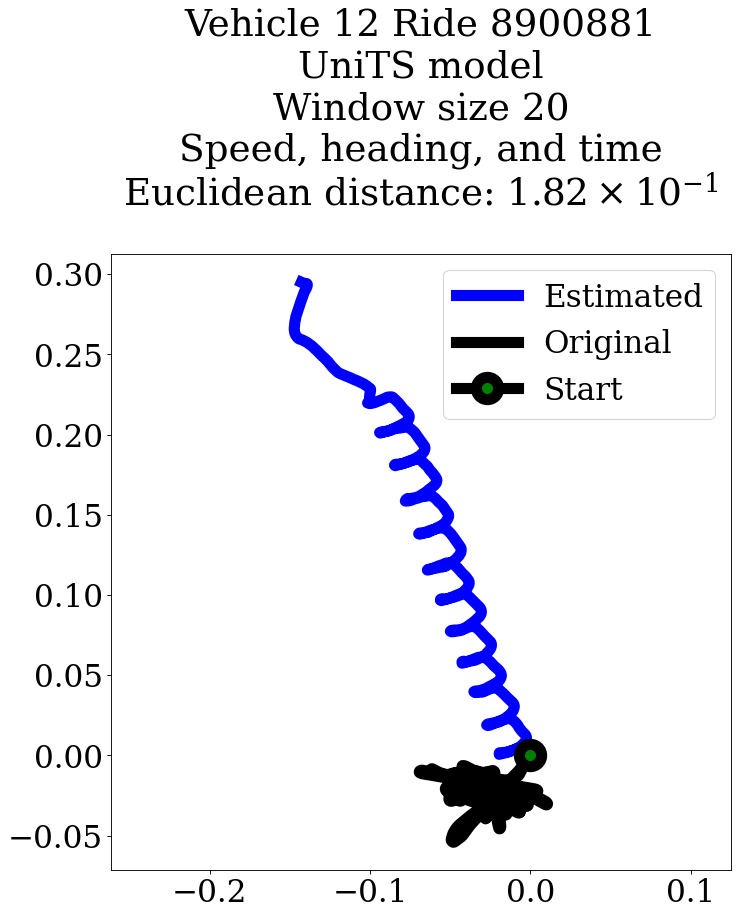 Vehicle 12 Ride 8900881
UniTS model
Window size 20
Speed, heading, and time
Euclidean distance: 1.82 × 10⁻¹
Estimated
Original
Start
0.30
0.25
0.20
0.15
0.10
0.05
0.00
−0.05
−0.2 −0.1 0.0 0.1